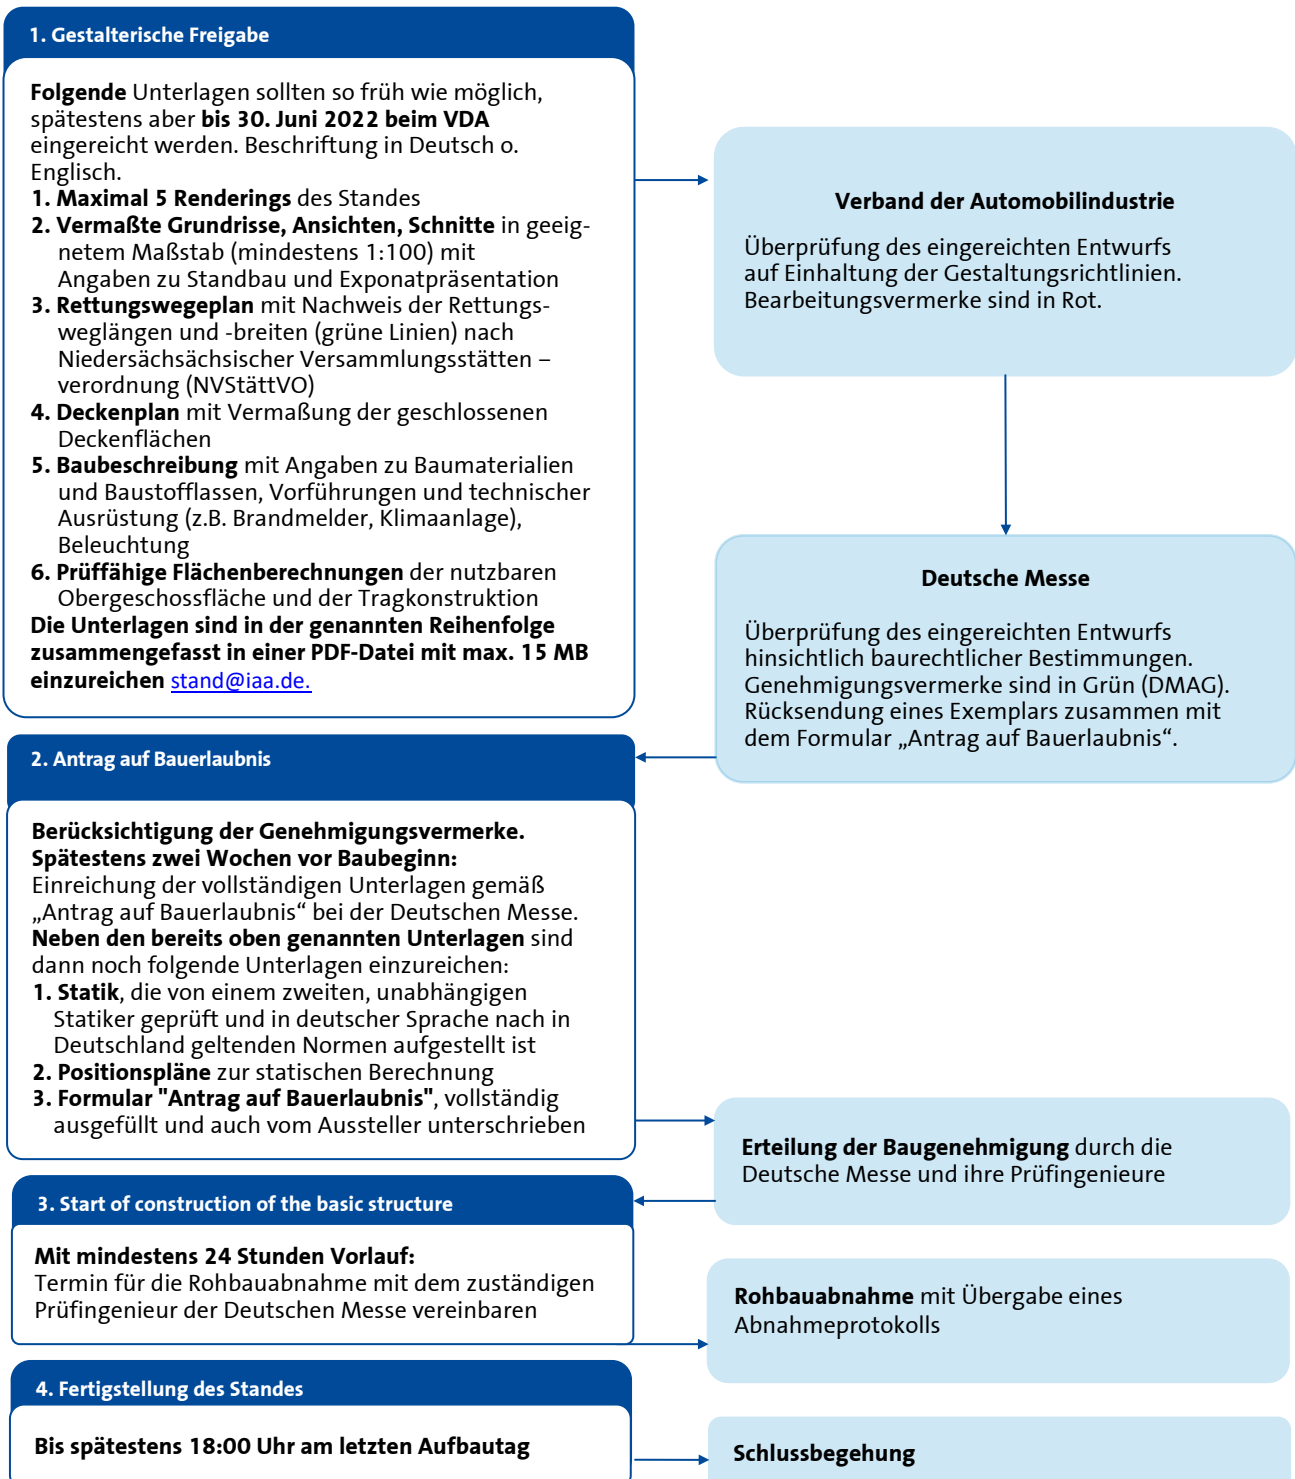 1. Gestalterische Freigabe
Folgende Unterlagen sollten so früh wie möglich,
spätestens aber bis 30. Juni 2022 beim VDA
eingereicht werden. Beschriftung in Deutsch o.
Englisch.
1. Maximal 5 Renderings des Standes
2. Vermaßte Grundrisse, Ansichten, Schnitte in geeig-
netem Maßstab (mindestens 1:100) mit
Angaben zu Standbau und Exponatpräsentation
3. Rettungswegeplan mit Nachweis der Rettungs-
weglängen und -breiten (grüne Linien) nach
Niedersächsächsischer Versammlungsstätten –
verordnung (NVStättVO)
4. Deckenplan mit Vermaßung der geschlossenen
Deckenflächen
5. Baubeschreibung mit Angaben zu Baumaterialien
und Baustofflassen, Vorführungen und technischer
Ausrüstung (z.B. Brandmelder, Klimaanlage),
Beleuchtung
6. Prüffähige Flächenberechnungen der nutzbaren
Obergeschossfläche und der Tragkonstruktion
Die Unterlagen sind in der genannten Reihenfolge
zusammengefasst in einer PDF-Datei mit max. 15 MB
einzureichen stand@iaa.de.
Verband der Automobilindustrie
Überprüfung des eingereichten Entwurfs
auf Einhaltung der Gestaltungsrichtlinien.
Bearbeitungsvermerke sind in Rot.
Deutsche Messe
Überprüfung des eingereichten Entwurfs
hinsichtlich baurechtlicher Bestimmungen.
Genehmigungsvermerke sind in Grün (DMAG).
Rücksendung eines Exemplars zusammen mit
dem Formular „Antrag auf Bauerlaubnis“.
2. Antrag auf Bauerlaubnis
Berücksichtigung der Genehmigungsvermerke.
Spätestens zwei Wochen vor Baubeginn:
Einreichung der vollständigen Unterlagen gemäß
„Antrag auf Bauerlaubnis“ bei der Deutschen Messe.
Neben den bereits oben genannten Unterlagen sind
dann noch folgende Unterlagen einzureichen:
1. Statik, die von einem zweiten, unabhängigen
Statiker geprüft und in deutscher Sprache nach in
Deutschland geltenden Normen aufgestellt ist
2. Positionspläne zur statischen Berechnung
3. Formular "Antrag auf Bauerlaubnis", vollständig
ausgefüllt und auch vom Aussteller unterschrieben
Erteilung der Baugenehmigung durch die
Deutsche Messe und ihre Prüfingenieure
3. Start of construction of the basic structure
Mit mindestens 24 Stunden Vorlauf:
Termin für die Rohbauabnahme mit dem zuständigen
Prüfingenieur der Deutschen Messe vereinbaren
Rohbauabnahme mit Übergabe eines
Abnahmeprotokolls
4. Fertigstellung des Standes
Bis spätestens 18:00 Uhr am letzten Aufbautag
Schlussbegehung